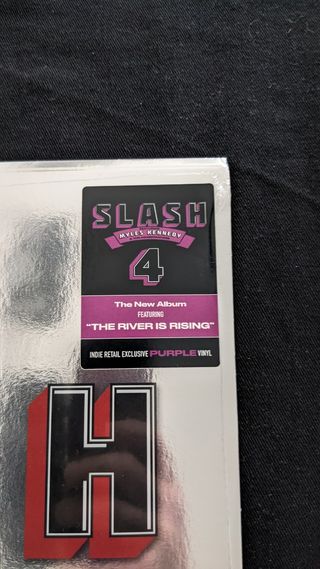 SLASH
MYLES KENNEDY
4
The New Album
FEATURING
"THE RIVER IS RISING"
INDIE RETAIL EXCLUSIVE PURPLE VINYL
H